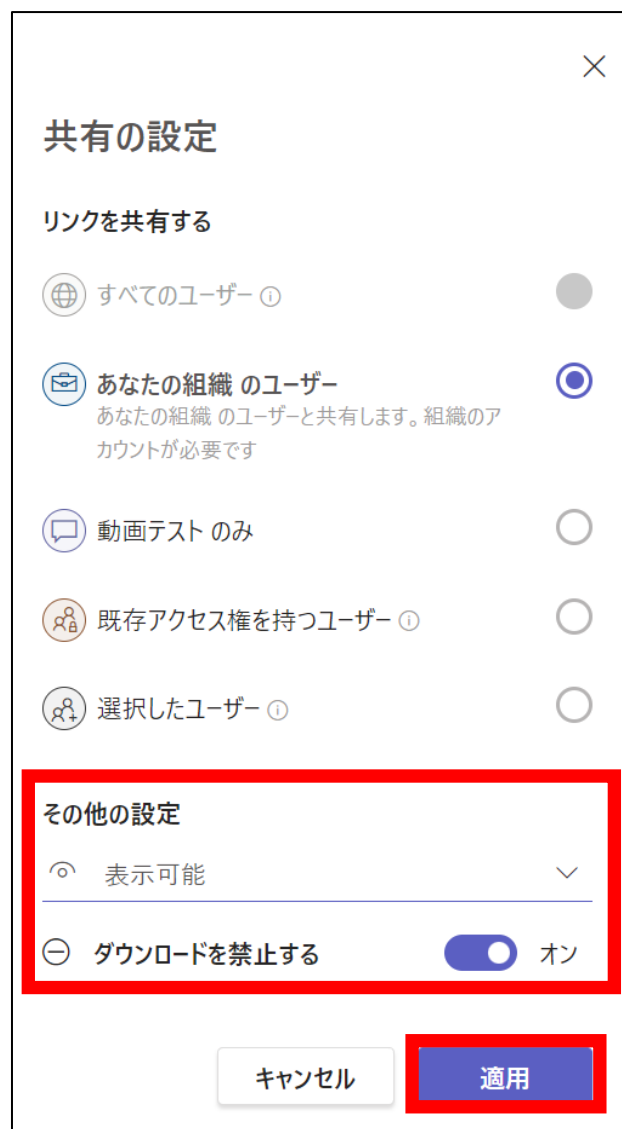 共有の設定
リンクを共有する
すべてのユーザー
あなたの組織 のユーザー
あなたの組織 のユーザーと共有します。組織のア
カウントが必要です
動画テスト のみ
既存アクセス権を持つユーザー
選択したユーザー
その他の設定
表示可能
ダウンロードを禁止する オン
キャンセル 適用